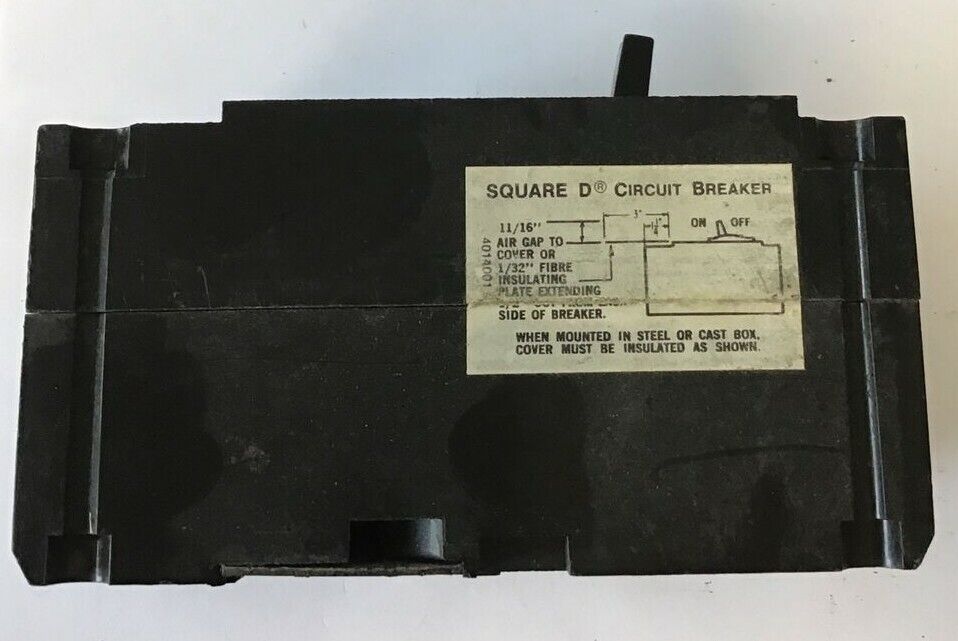 SQUARE D® CIRCUIT BREAKER
11/16"
AIR GAP TO
COVER OR
1/32" FIBRE
INSULATING
PLATE EXTENDING
SIDE OF BREAKER.
3"
ON OFF
WHEN MOUNTED IN STEEL OR CAST BOX,
COVER MUST BE INSULATED AS SHOWN.